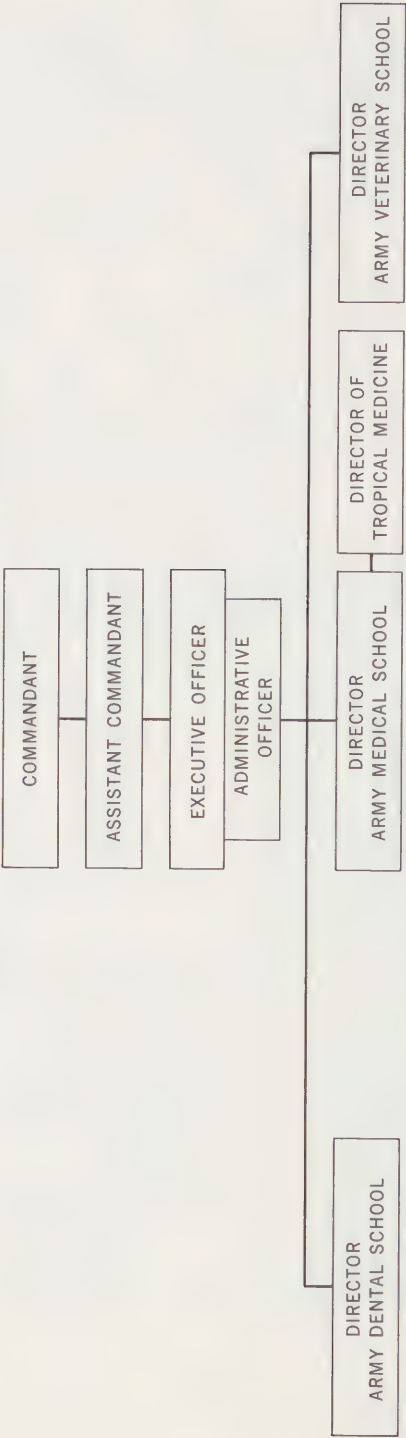 COMMANDANT
ASSISTANT COMMANDANT
EXECUTIVE OFFICER
ADMINISTRATIVE
OFFICER
DIRECTOR
ARMY DENTAL SCHOOL
DIRECTOR
ARMY MEDICAL SCHOOL
DIRECTOR OF
TROPICAL MEDICINE
DIRECTOR
ARMY VETERINARY SCHOOL